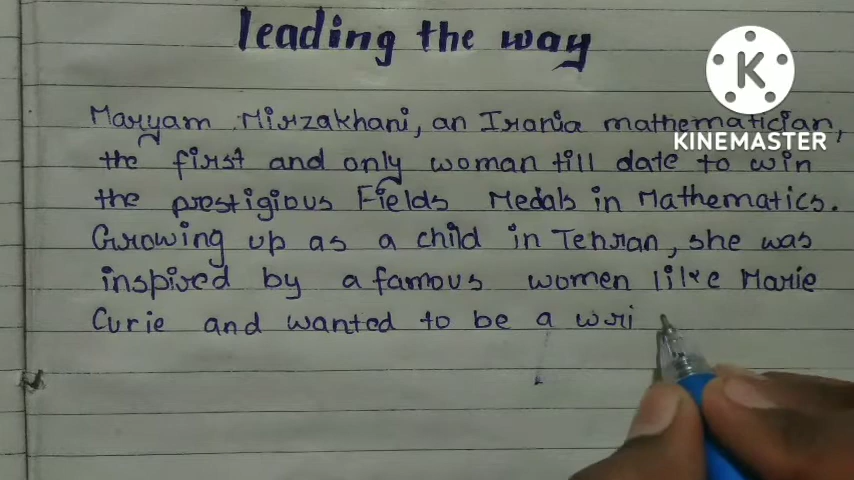 leading the way
K
KINEMASTER
Maryam Mirzakhani, an Irania mathematician,
the first and only woman till date to win
the prestigious Fields Medals in Mathematics.
Growing up as a child in Tehran, she was
inspired by a famous women like Marie
Curie and wanted to be a wri